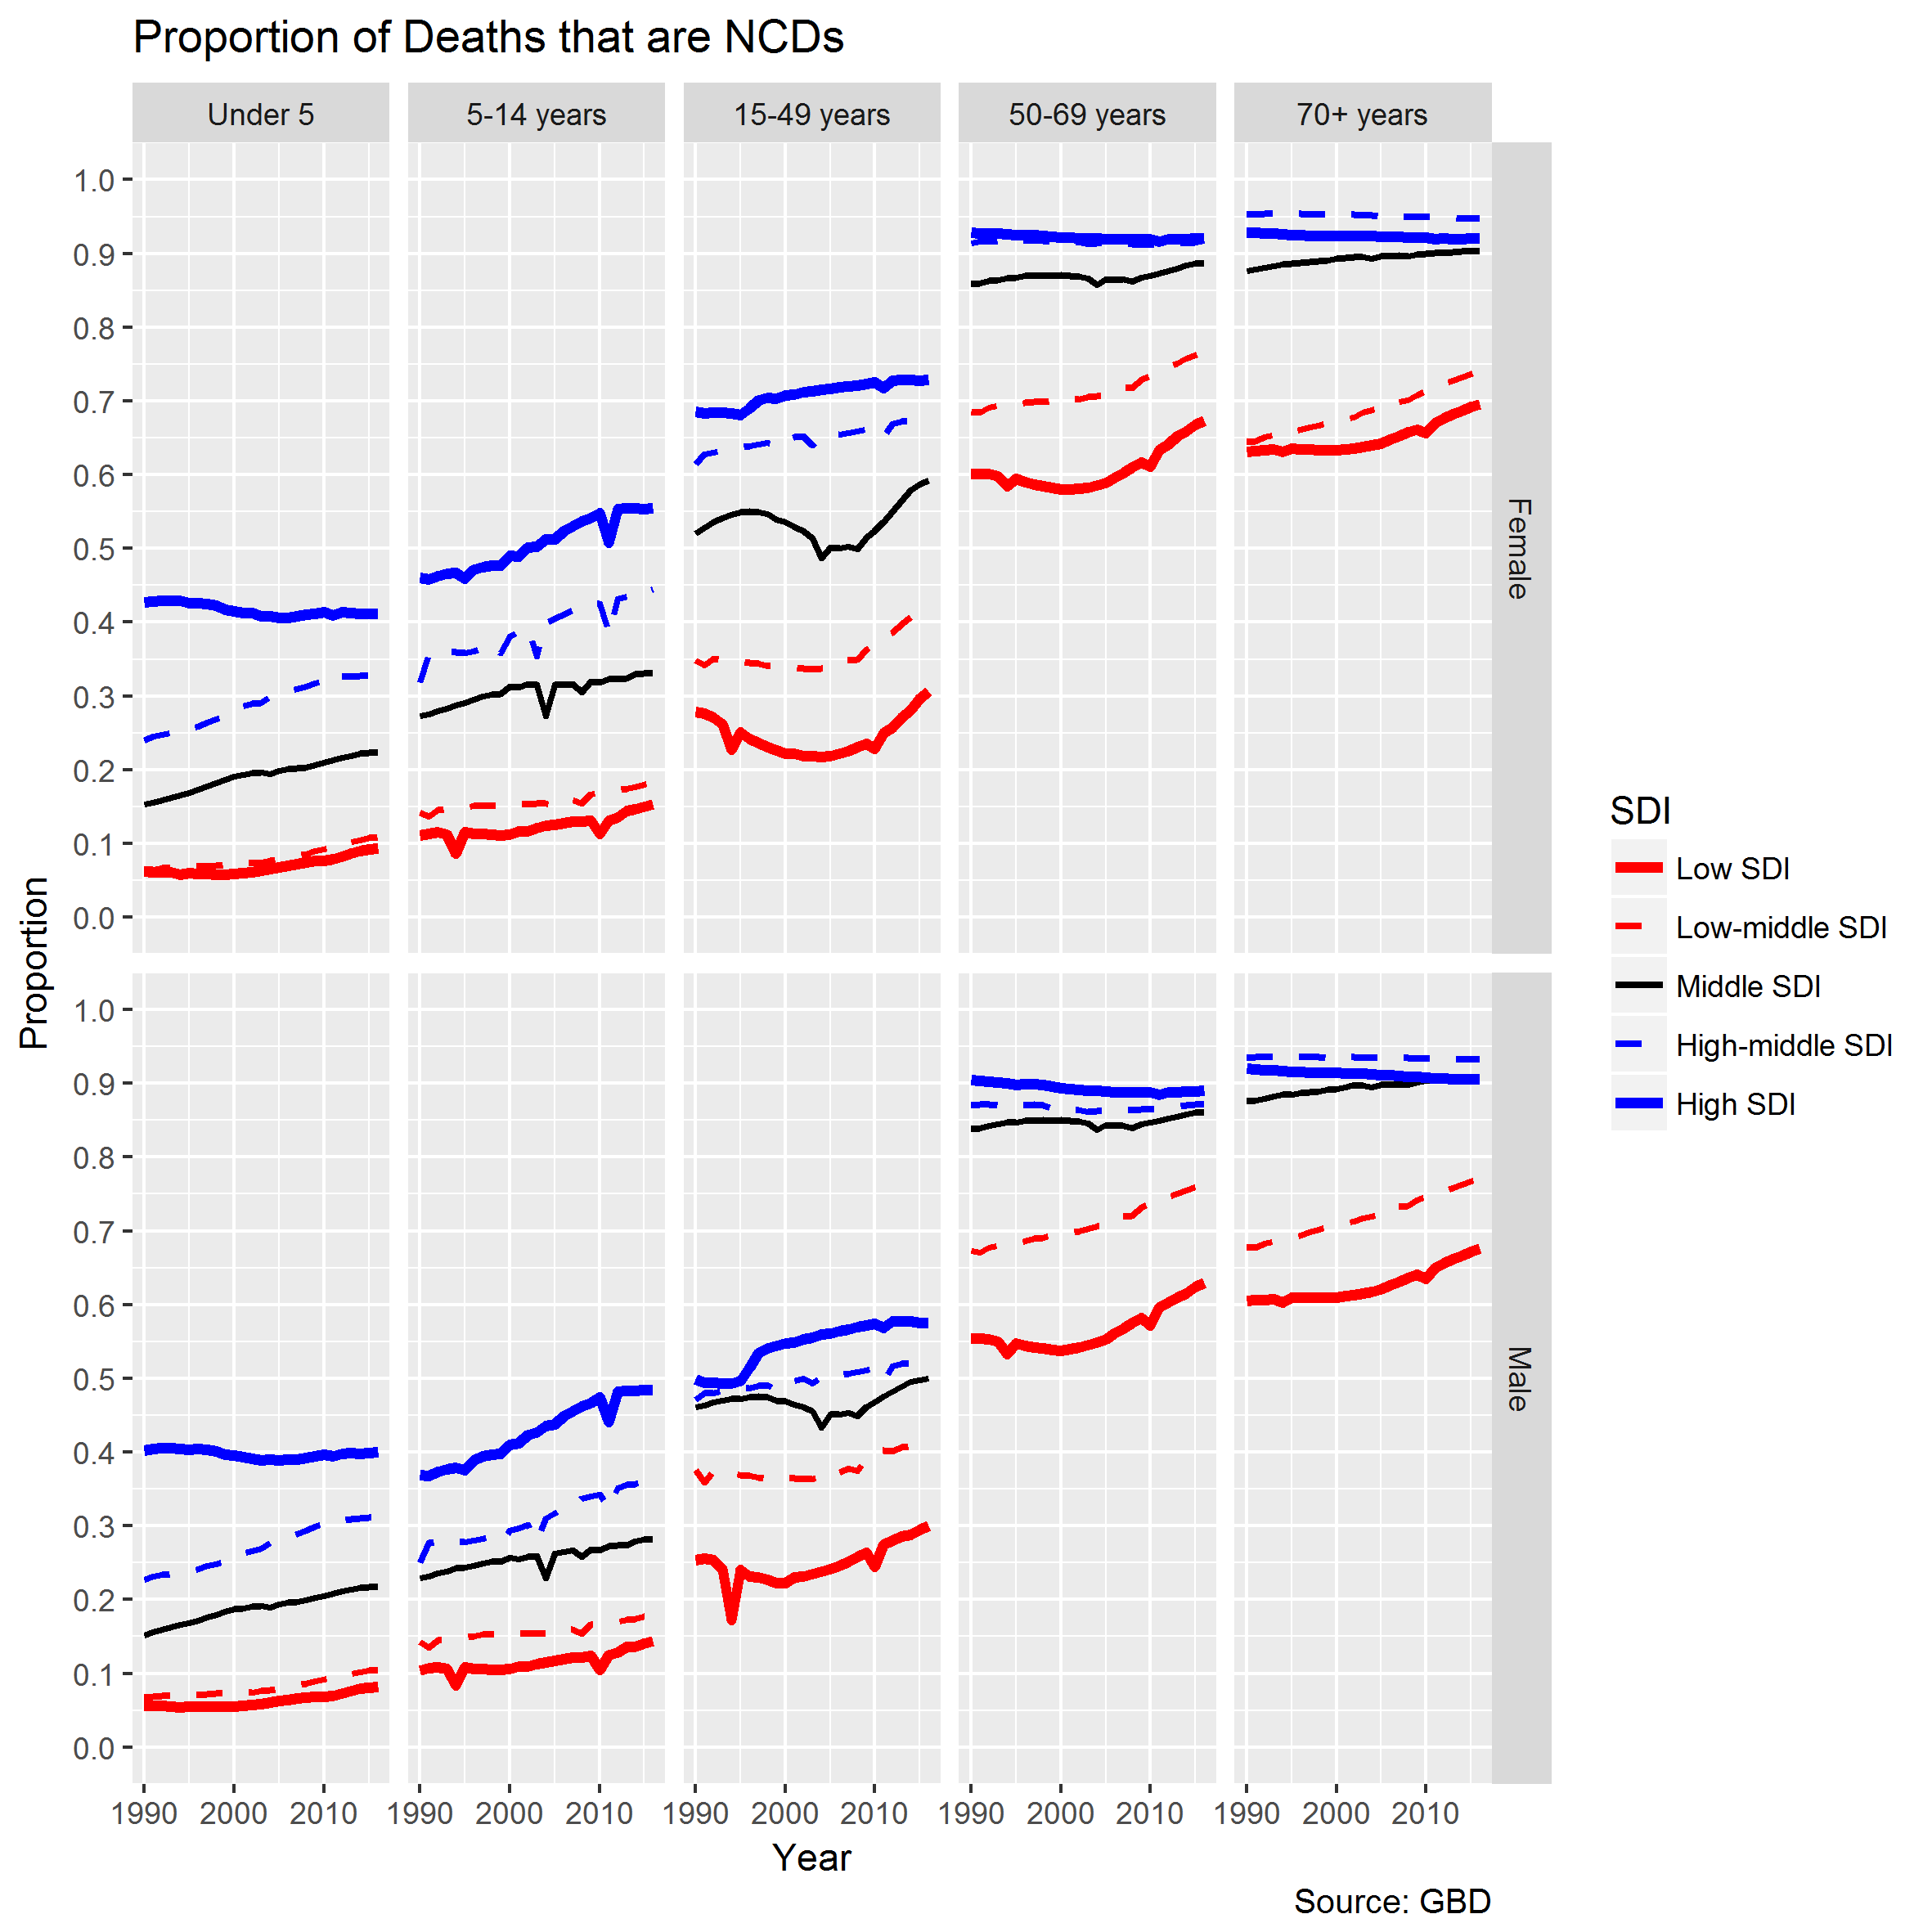 Proportion of Deaths that are NCDs
Under 5 5-14 years 15-49 years 50-69 years 70+ years
1.0
0.9
0.8
0.7
0.6
0.5
0.4
0.3
0.2
0.1
0.0
Female
Proportion
1.0
0.9
0.8
0.7
0.6
0.5
0.4
0.3
0.2
0.1
0.0
Male
1990 2000 2010 1990 2000 2010 1990 2000 2010 1990 2000 2010 1990 2000 2010
Year
SDI
Low SDI
Low-middle SDI
Middle SDI
High-middle SDI
High SDI
Source: GBD